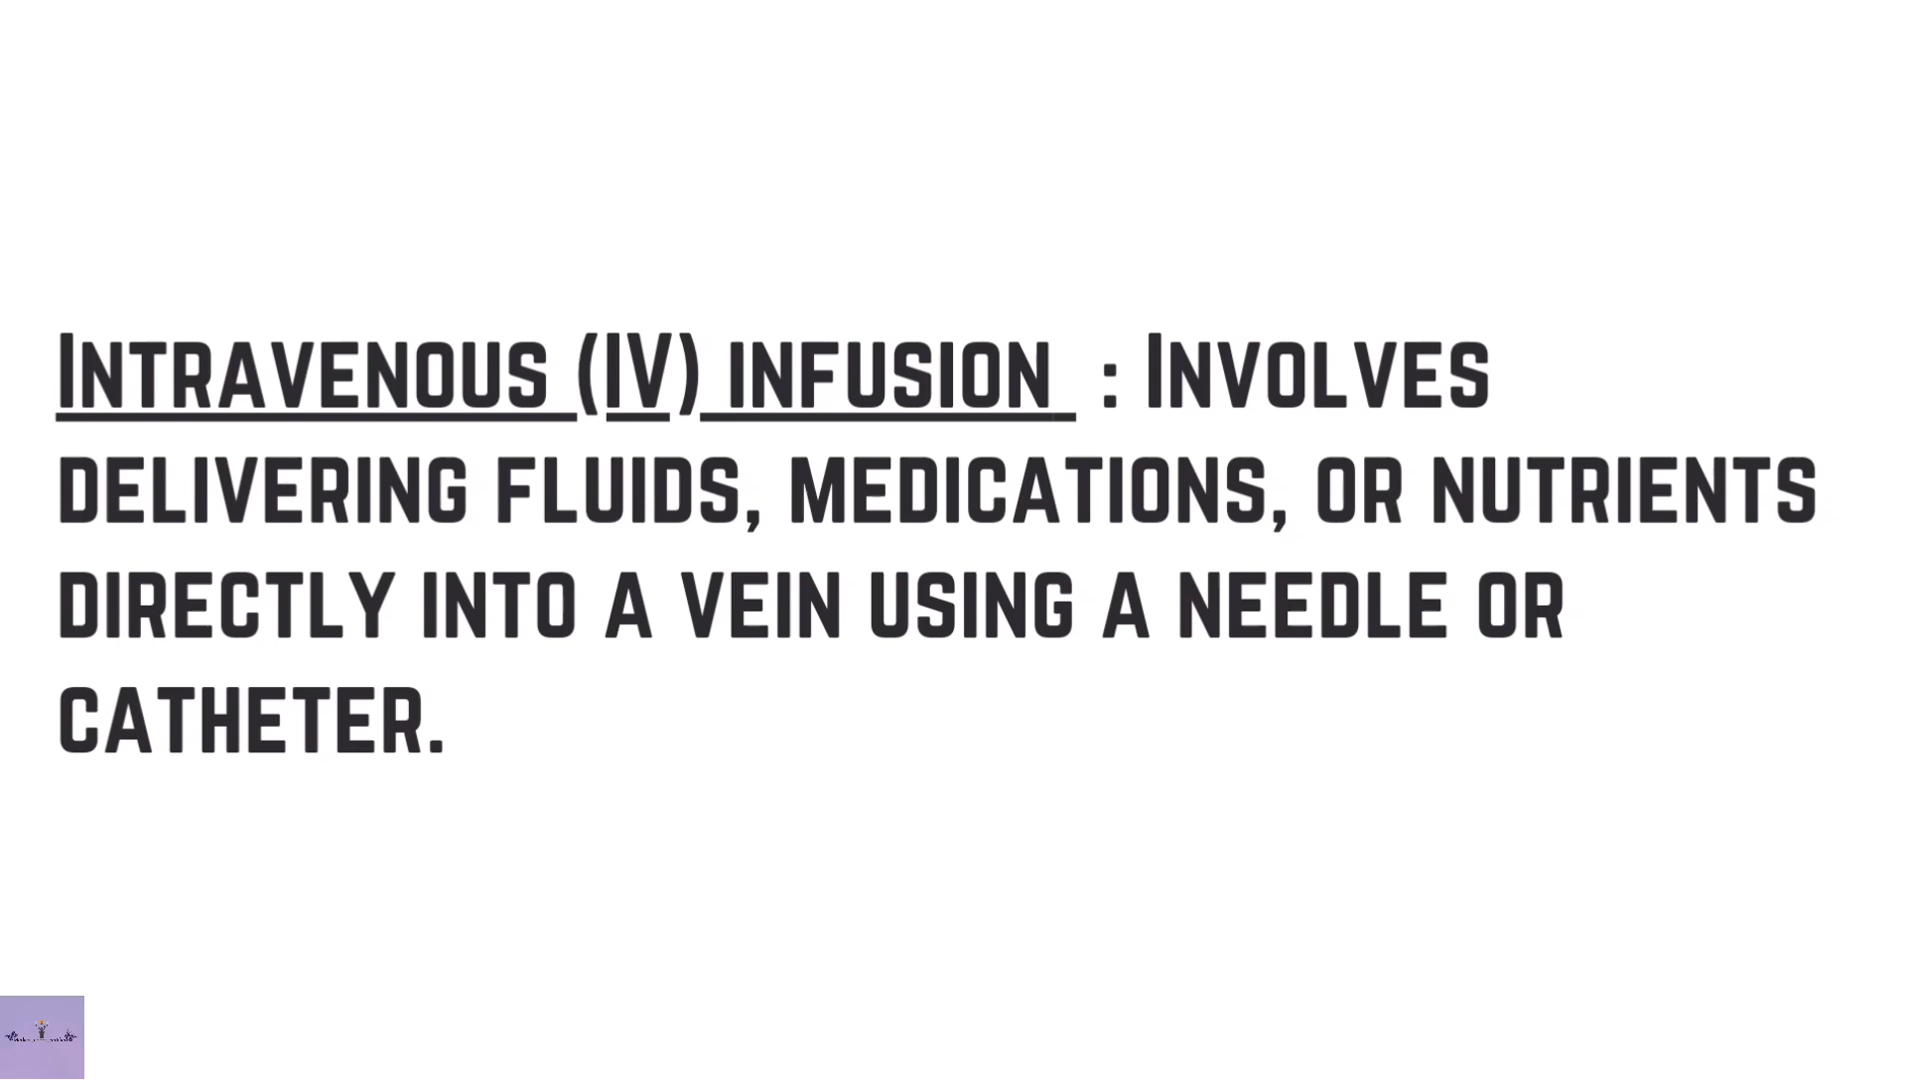 Intravenous (IV) infusion : Involves
delivering fluids, medications, or nutrients
directly into a vein using a needle or
catheter.